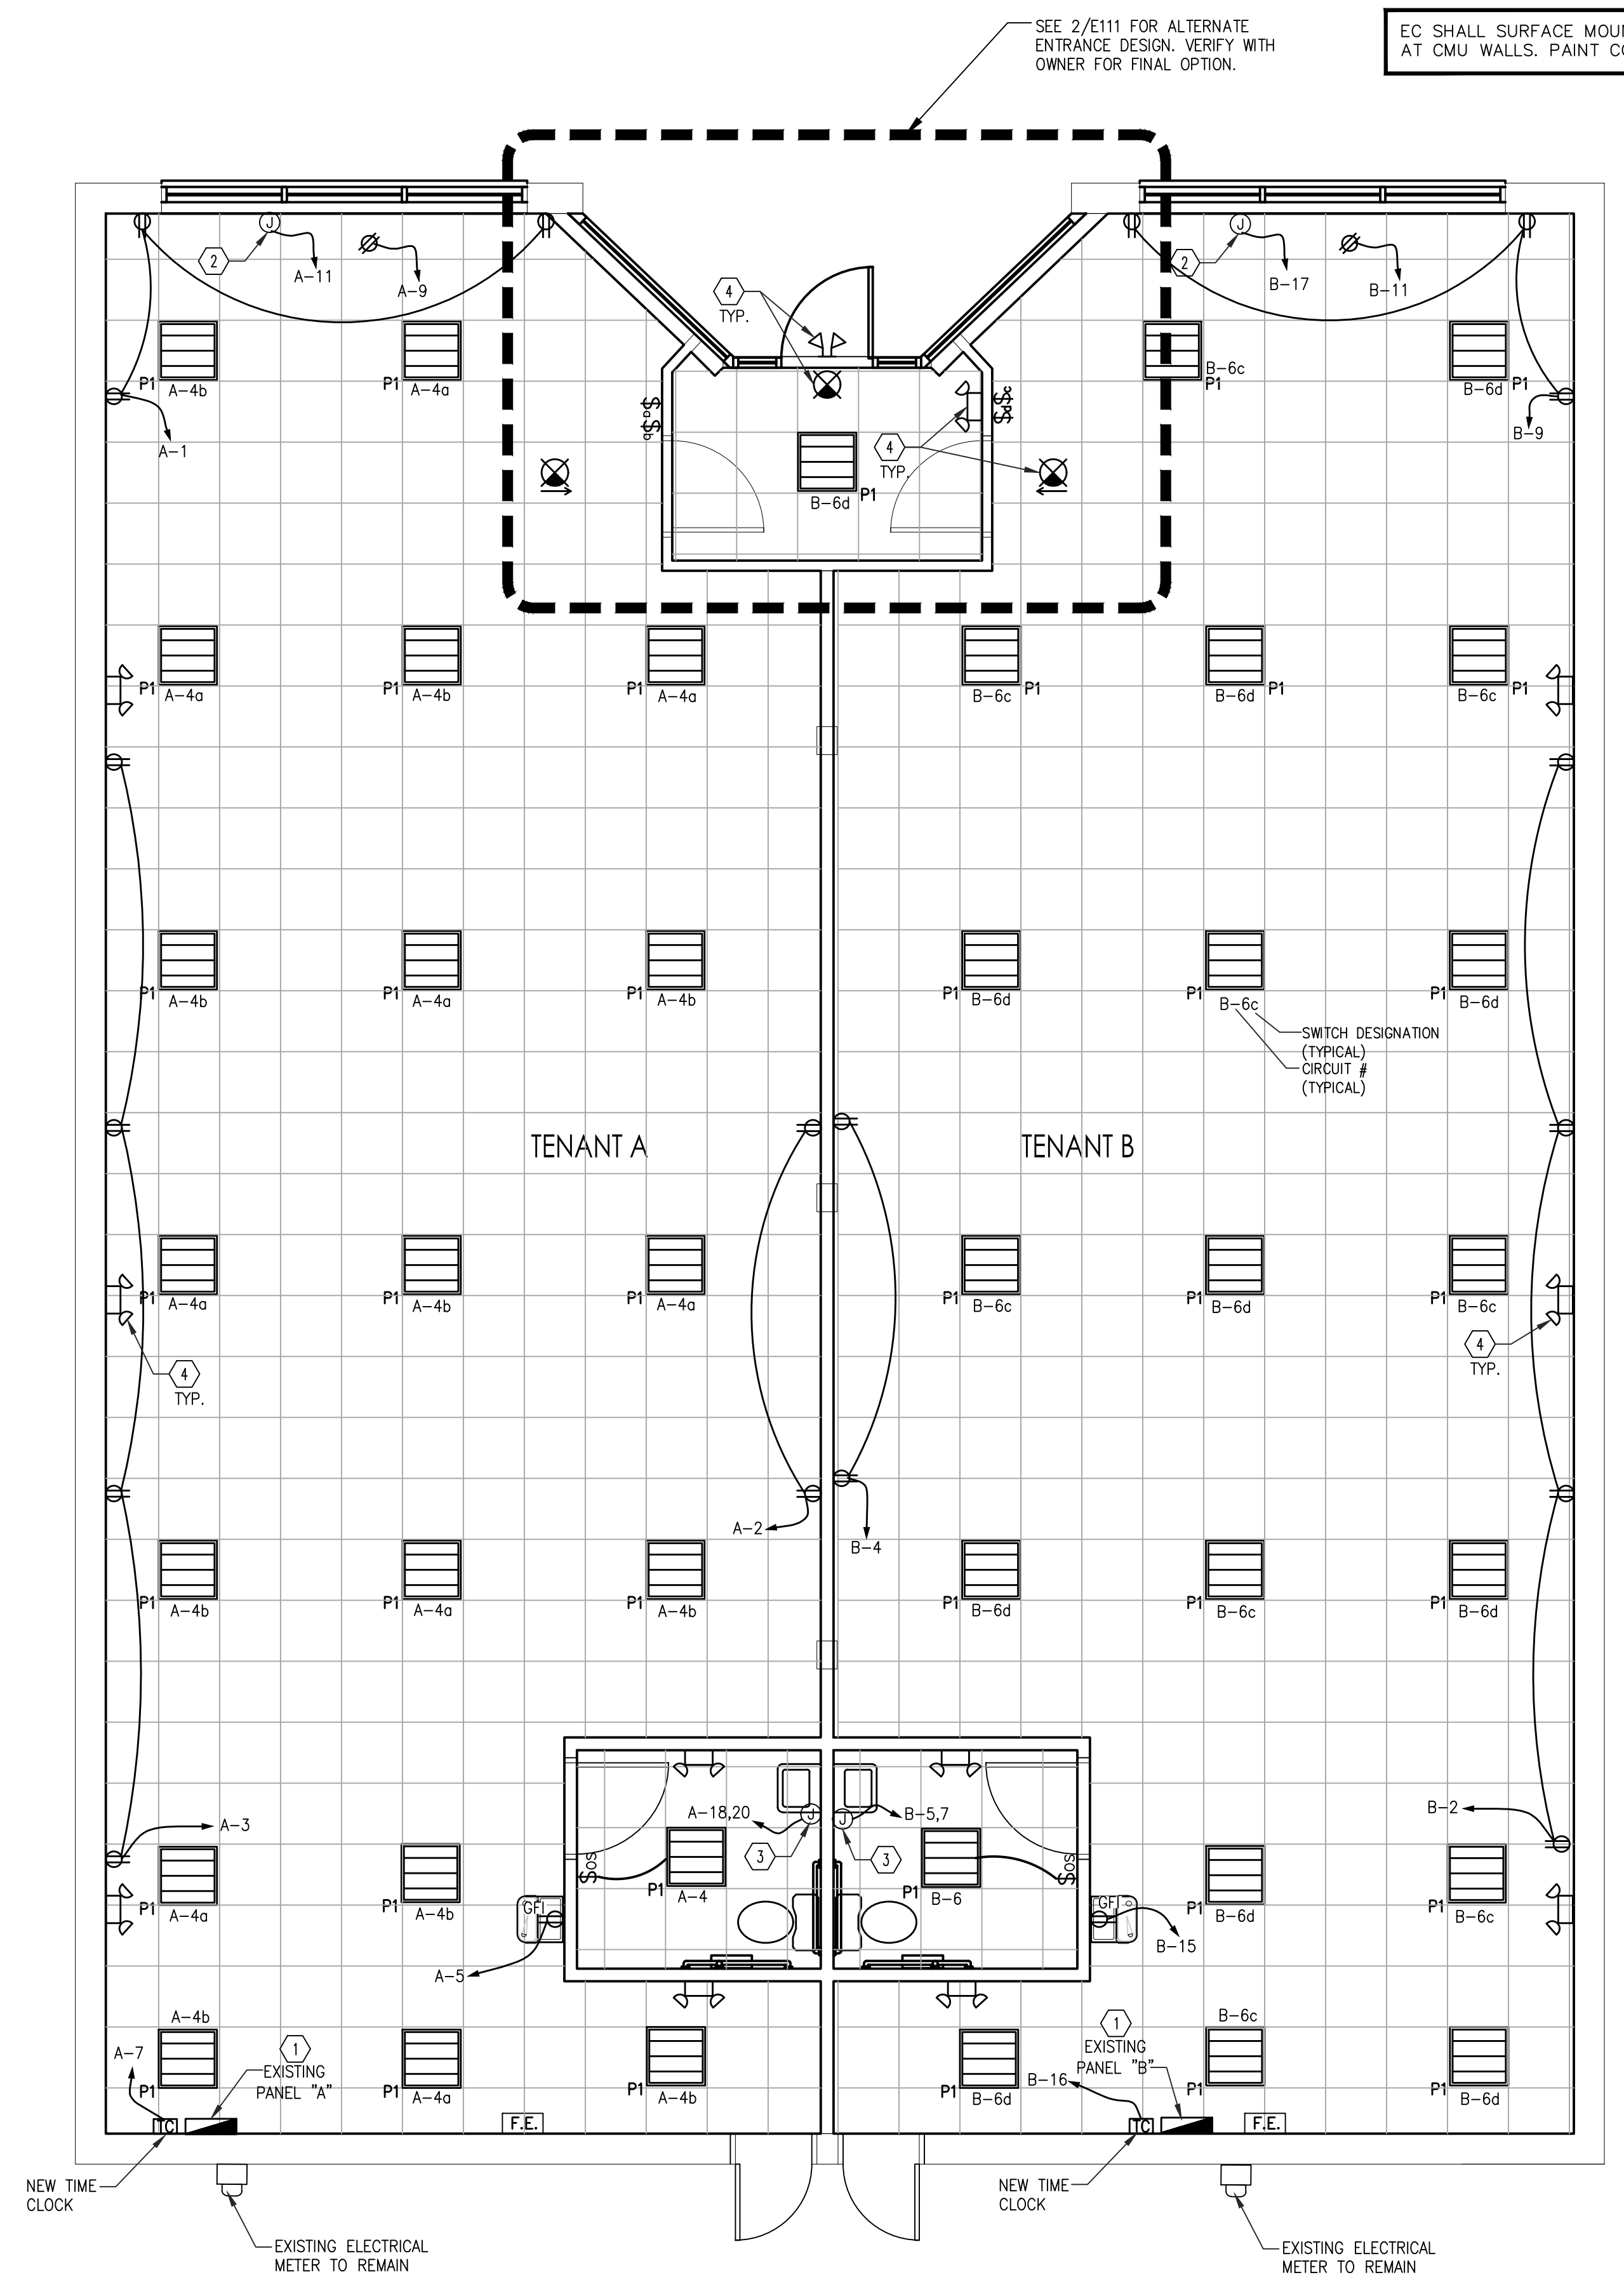 SEE 2/E111 FOR ALTERNATE
ENTRANCE DESIGN. VERIFY WITH
OWNER FOR FINAL OPTION.
EC SHALL SURFACE
AT CMU WALLS. PAINT
J
2
A-11
A-9
4
TYP.
J
2
B-17
B-11
P1
A-4b
P1
A-4a
B-6c
P1
B-6d
P1
A-1
$a
$b
$c
$d
4
TYP.
B-9
B-6d
P1
P1
A-4a
P1
A-4b
P1
A-4a
B-6c
P1
B-6d
P1
B-6c
P1
P1
A-4b
P1
A-4a
P1
A-4b
P1
B-6d
P1
B-6c
P1
B-6d
SWITCH DESIGNATION
(TYPICAL)
CIRCUIT #
(TYPICAL)
TENANT A
TENANT B
P1
A-4a
P1
A-4b
P1
A-4a
P1
B-6c
P1
B-6d
P1
B-6c
4
TYP.
4
TYP.
A-2
B-4
P1
A-4b
P1
A-4a
P1
A-4b
P1
B-6d
P1
B-6c
P1
B-6d
A-3
A-18,20
J
J
B-5,7
B-2
3
3
$os
$os
P1
A-4a
P1
A-4b
P1
A-4
P1
B-6
P1
B-6d
P1
B-6c
GFI
GFI
A-5
B-15
A-4b
P1
P1
A-4a
P1
A-4b
P1
B-6d
B-6c
P1
P1
B-6d
A-7
1
EXISTING
PANEL "A"
1
EXISTING
PANEL "B"
B-16
TC
F.E.
TC
F.E.
NEW TIME
CLOCK
NEW TIME
CLOCK
EXISTING ELECTRICAL
METER TO REMAIN
EXISTING ELECTRICAL
METER TO REMAIN